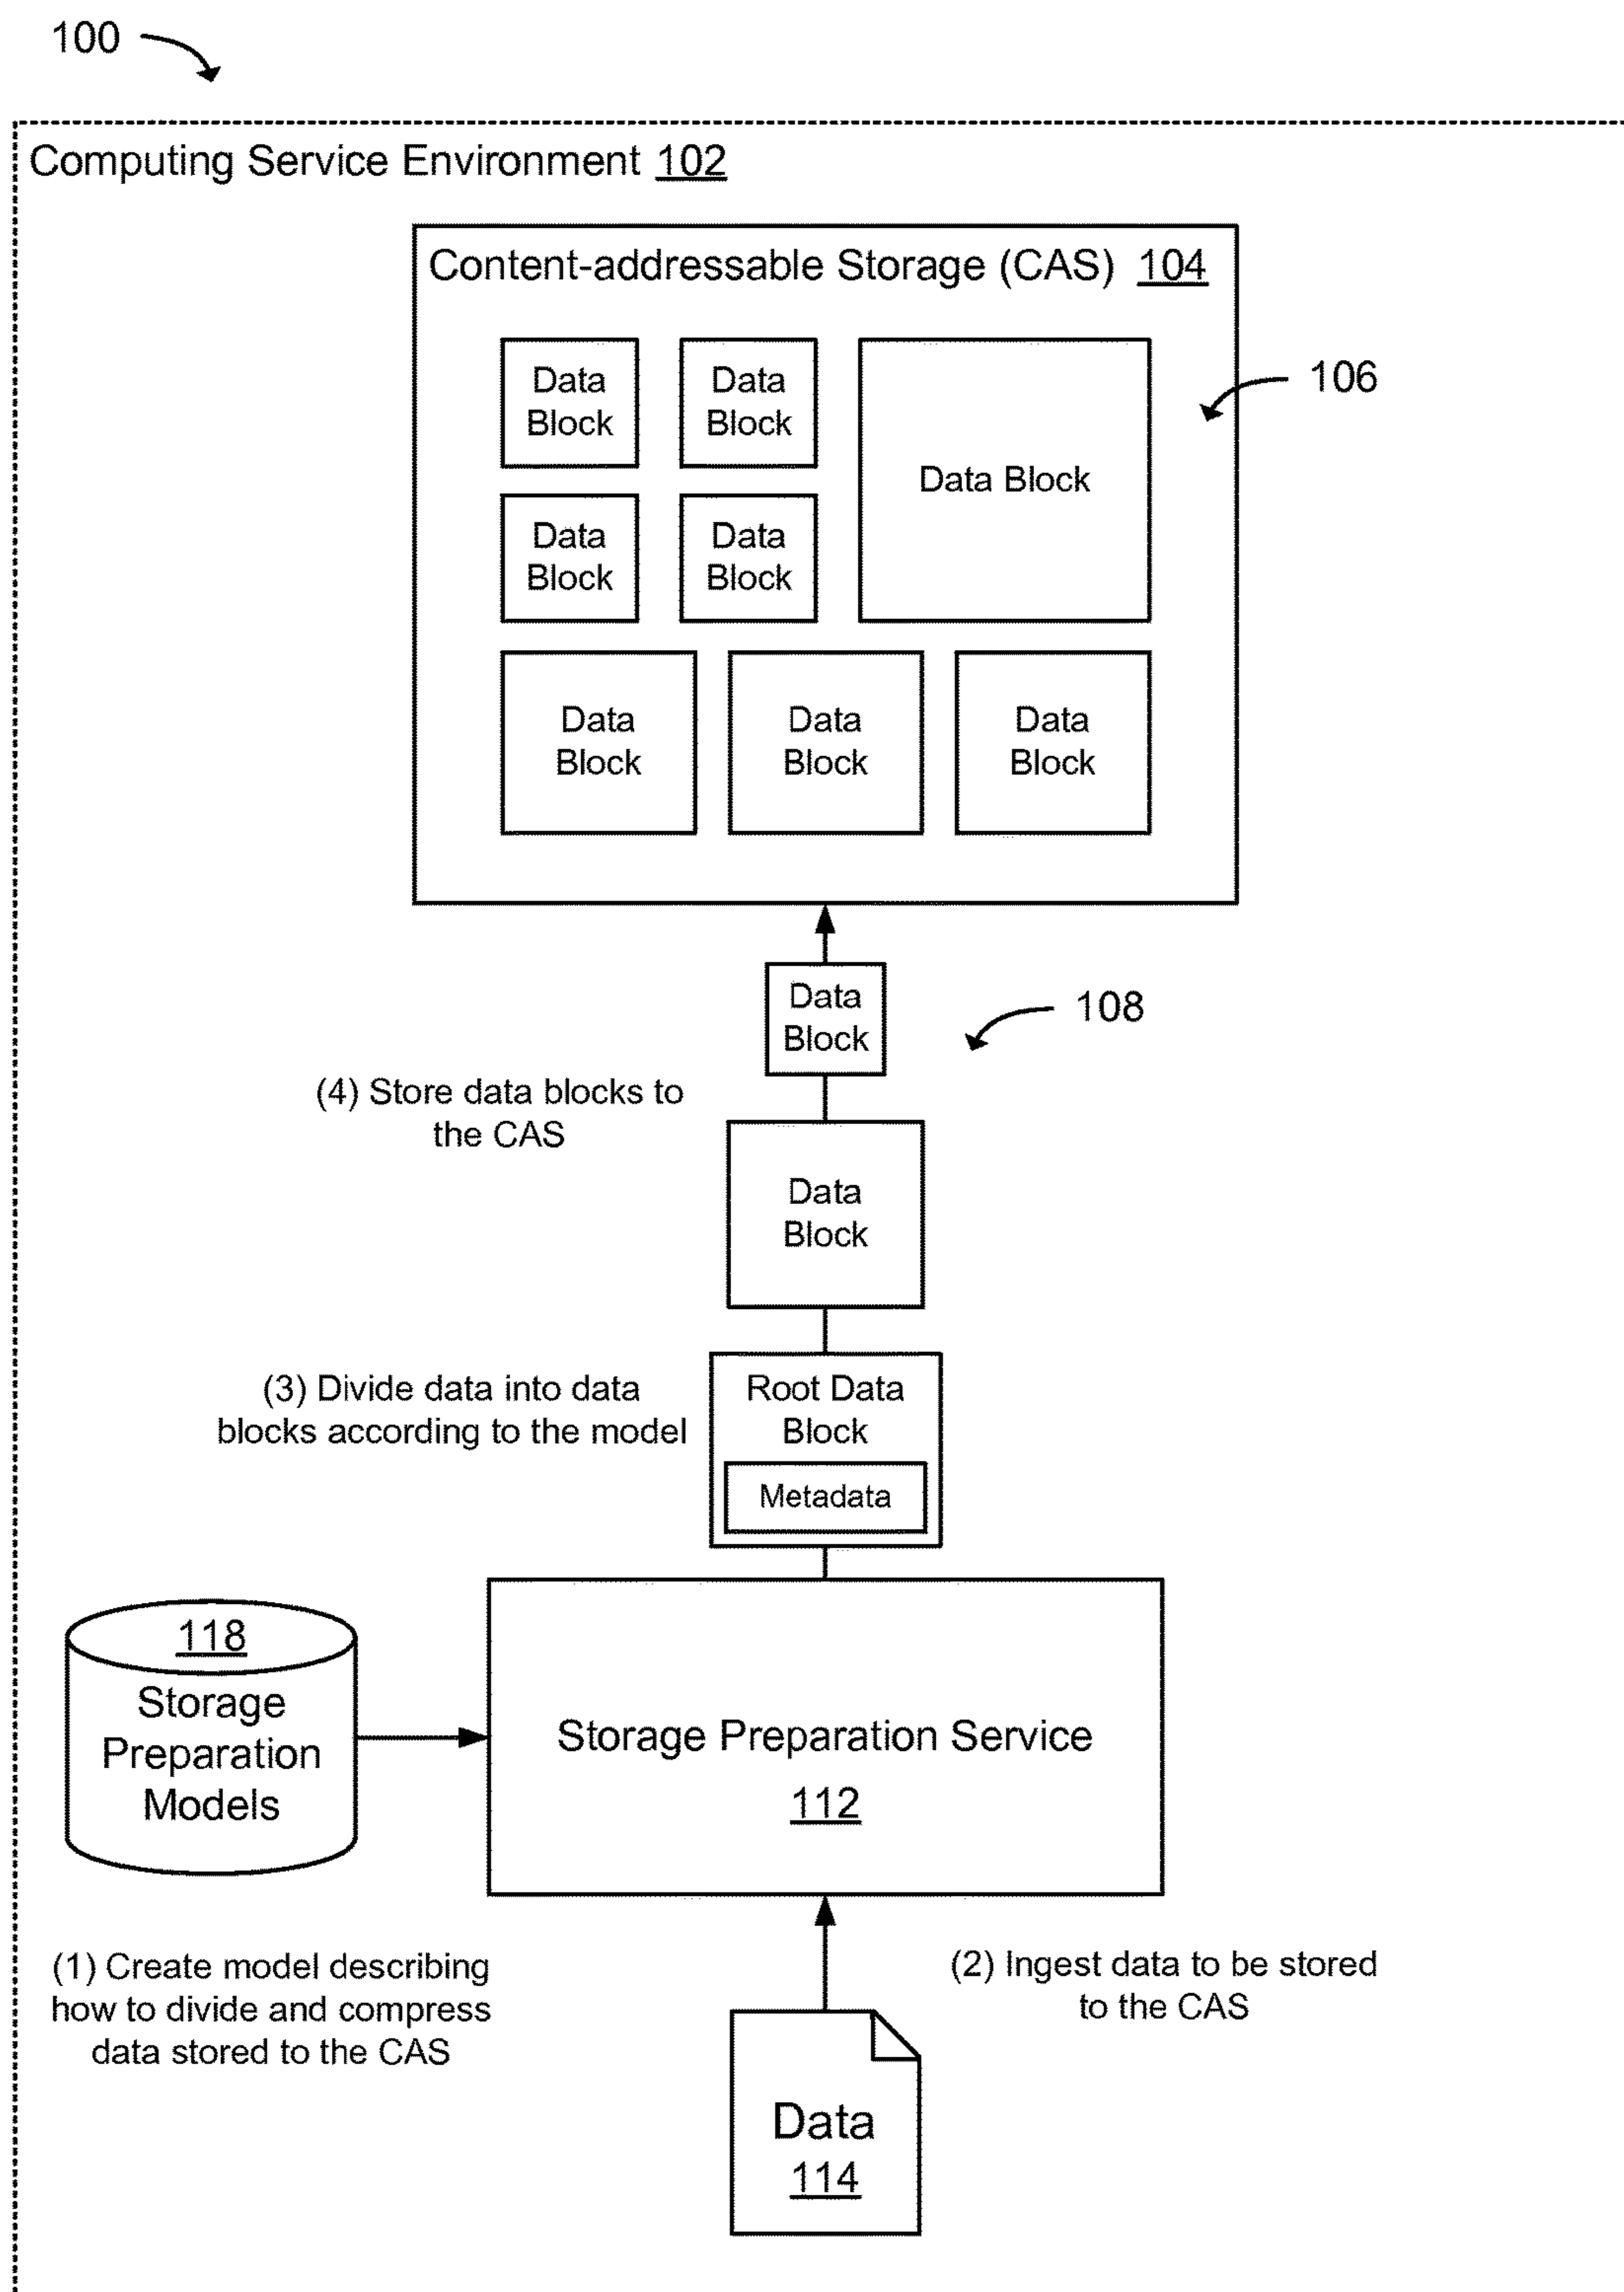 100
Computing Service Environment 102
Content-addressable Storage (CAS) 104
Data
Block
Data
Block
Data Block
106
Data
Block
Data
Block
Data
Block
Data
Block
Data
Block
Data
Block
108
(4) Store data blocks to
the CAS
Data
Block
(3) Divide data into data
blocks according to the model
Root Data
Block
Metadata
118
Storage
Preparation
Models
Storage Preparation Service
112
(1) Create model describing
how to divide and compress
data stored to the CAS
(2) Ingest data to be stored
to the CAS
Data
114